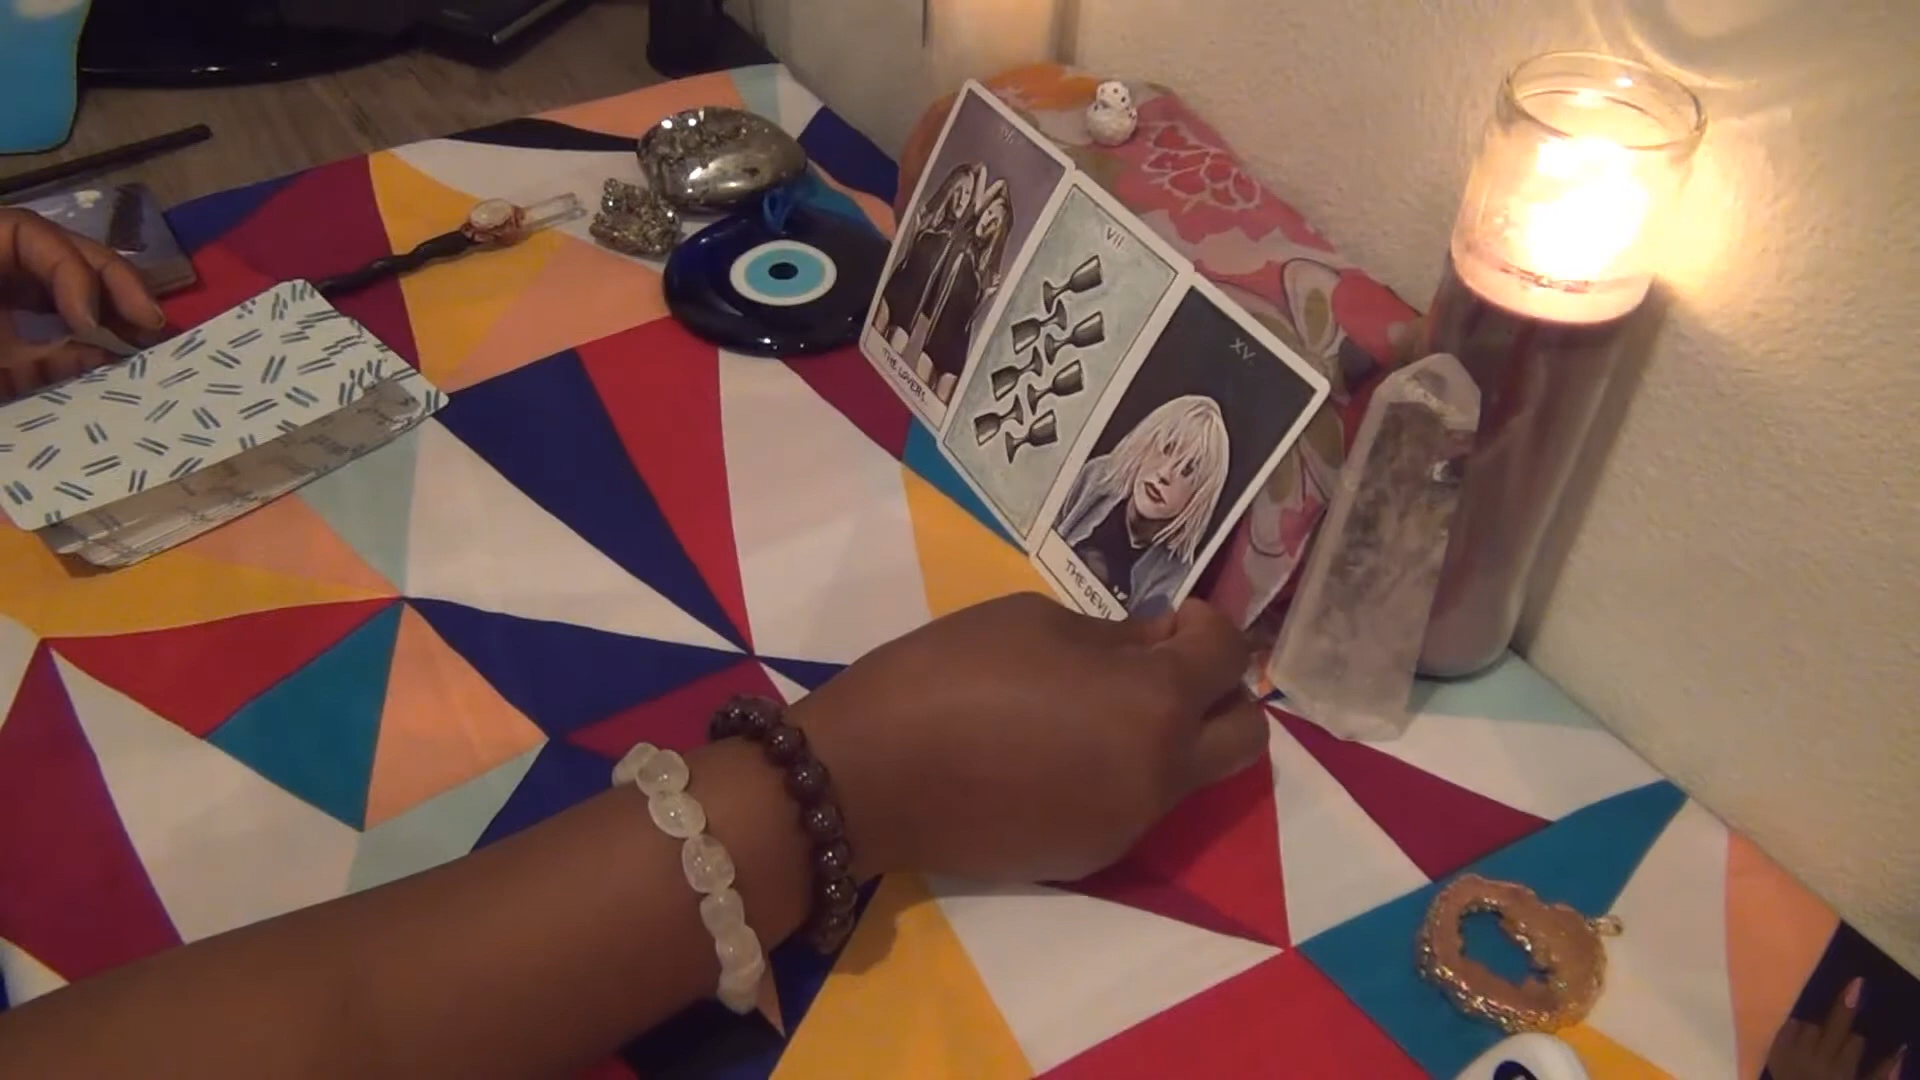 VI.
THE LOVERS.
VII.
XV.
THE DEVIL